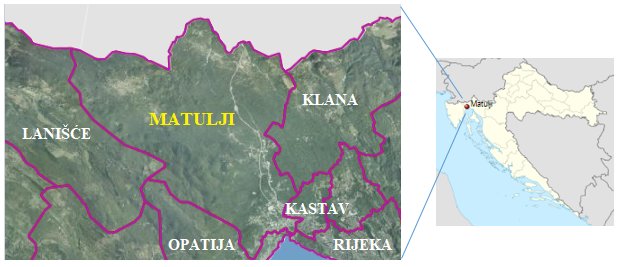 KLANA
MATULJI
LANIŠĆE
KASTAV
OPATIJA
RIJEKA
Matulji